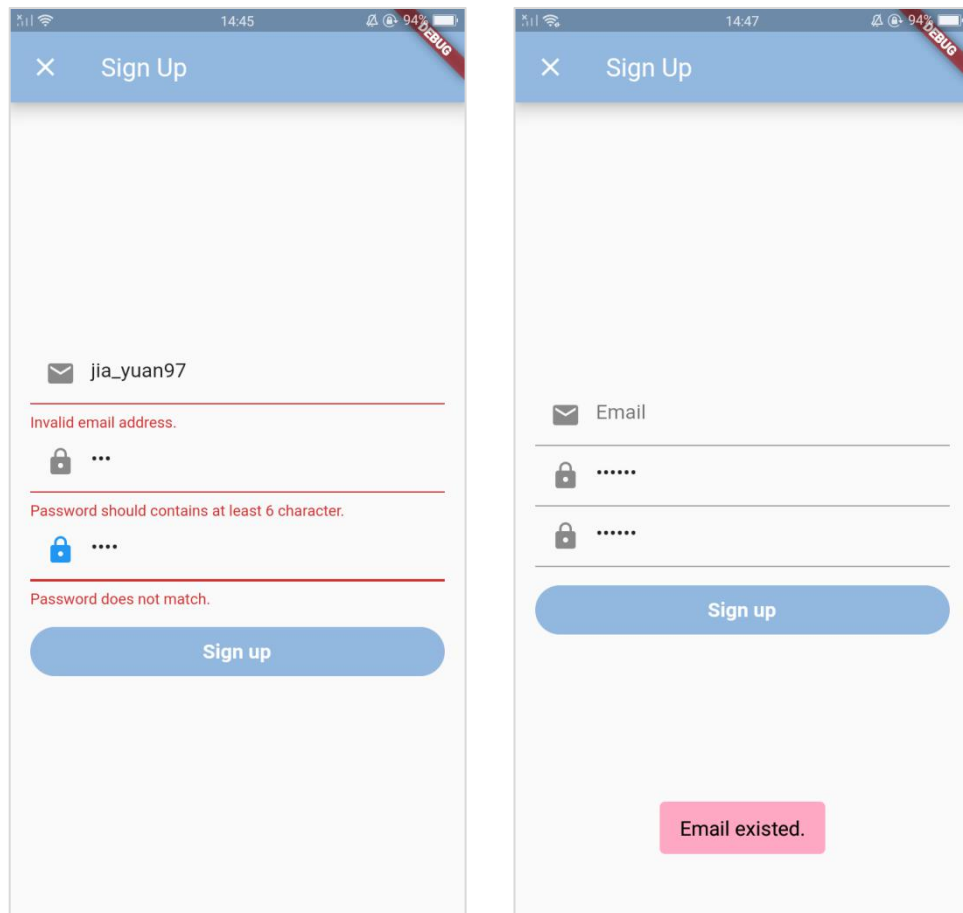 14:45
94%
DEBUG
Sign Up
jia_yuan97
Invalid email address.
•••
Password should contains at least 6 character.
••••
Password does not match.
Sign up
14:47
94%
DEBUG
Sign Up
Email
••••••
••••••
Sign up
Email existed.